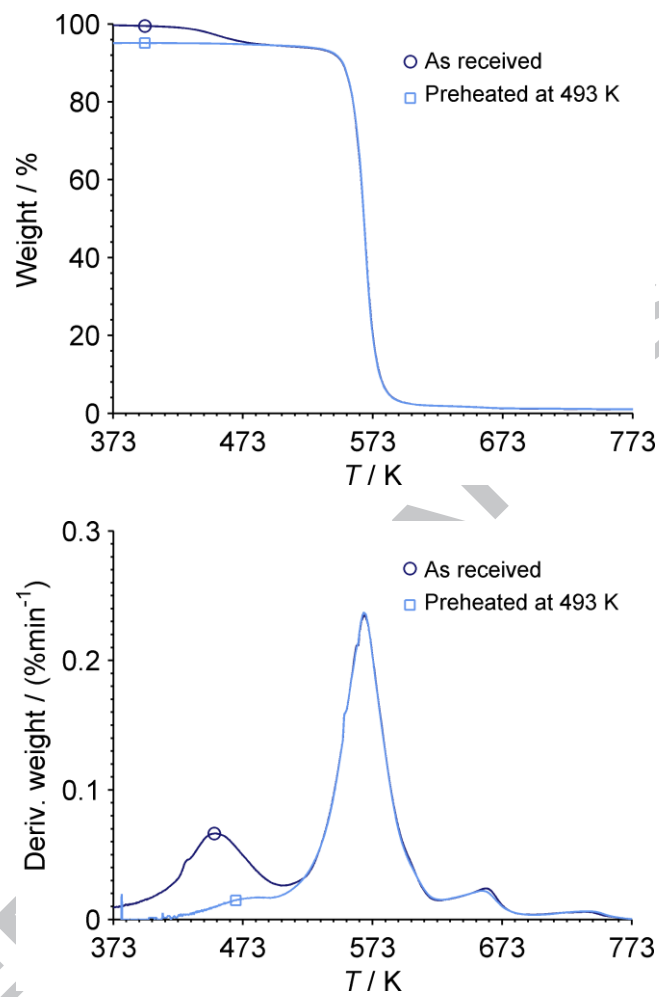 100
80
60
40
20
0
Weight / %
As received
Preheated at 493 K
373 473 573 673 773
T / K
0.3
0.2
0.1
0
Deriv. weight / (%min⁻¹)
As received
Preheated at 493 K
373 473 573 673 773
T / K